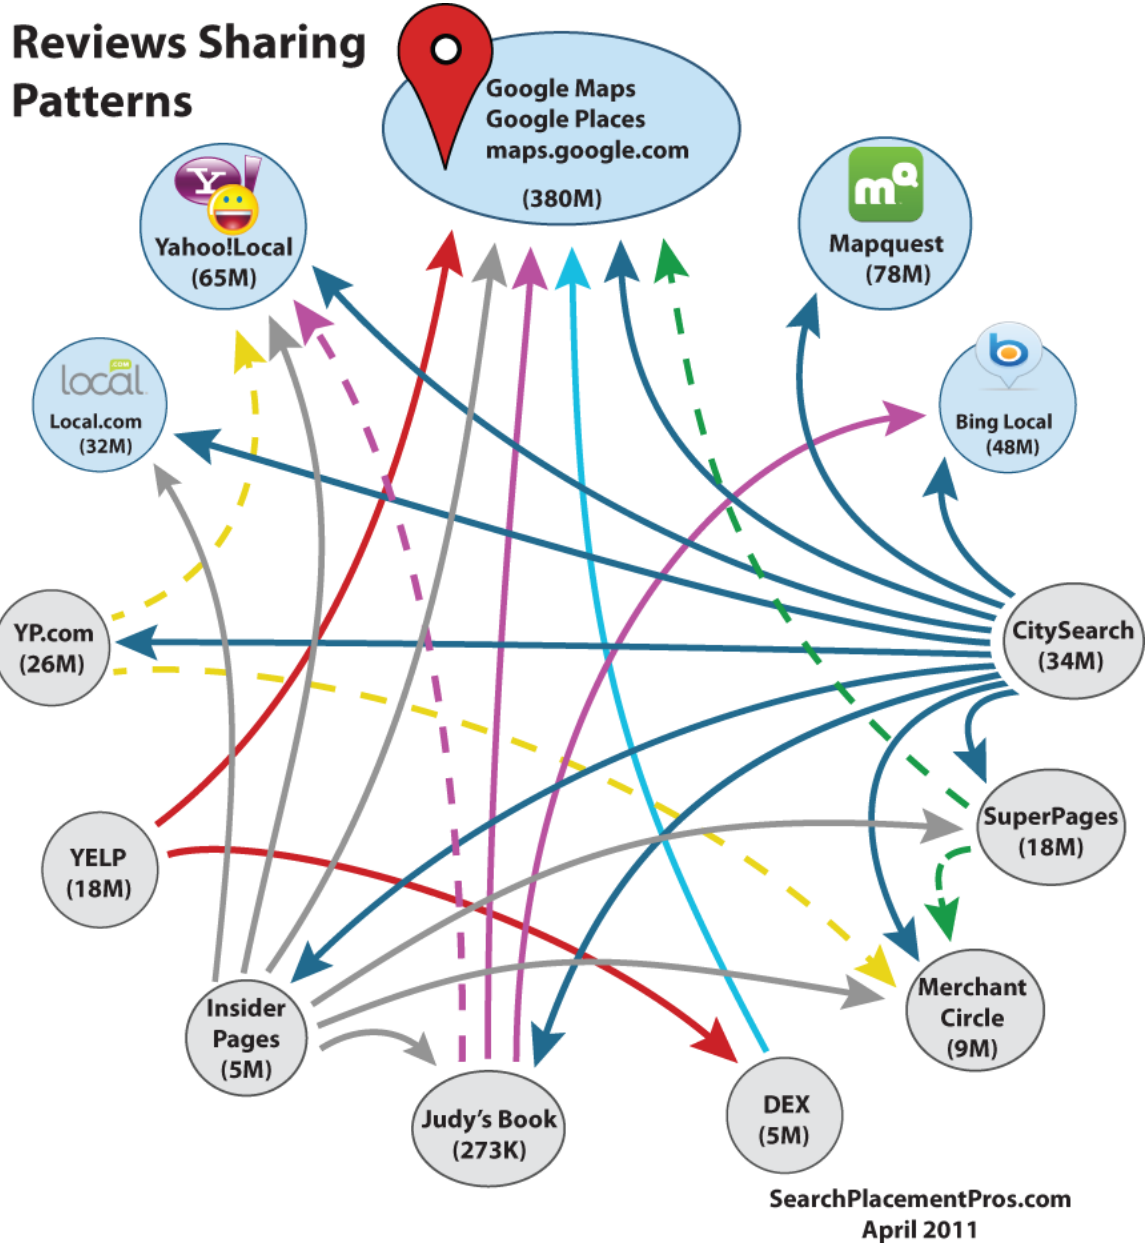 Reviews Sharing
Patterns
Google Maps
Google Places
maps.google.com
(380M)
Y!
Yahoo!Local
(65M)
mQ
Mapquest
(78M)
b
Bing Local
(48M)
.COM
local
Local.com
(32M)
YP.com
(26M)
CitySearch
(34M)
YELP
(18M)
SuperPages
(18M)
Insider
Pages
(5M)
Merchant
Circle
(9M)
Judy's Book
(273K)
DEX
(5M)
SearchPlacementPros.com
April 2011